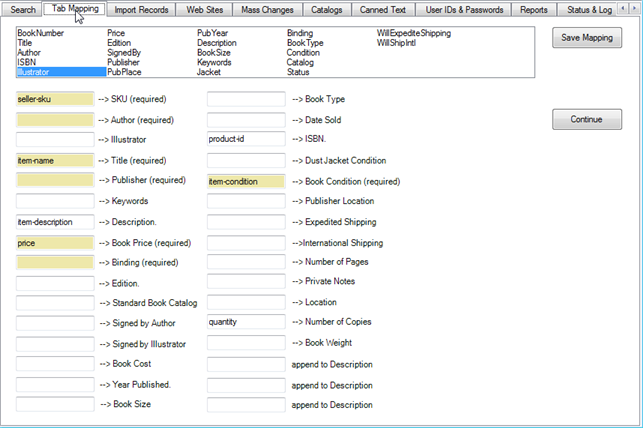 Search Tab Mapping Import Records Web Sites Mass Changes Catalogs Canned Text User IDs & Passwords Reports Status & Log
BookNumber Price PubYear Binding WillExpediteShipping
Title Edition Description BookType WillShipIntl
Author SignedBy BookSize Condition
ISBN Publisher Keywords Catalog
Illustrator PubPlace Jacket Status
Save Mapping
Continue
seller-sku --> SKU (required) --> Book Type
--> Author (required) --> Date Sold
--> Illustrator product-id --> ISBN.
item-name --> Title (required) --> Dust Jacket Condition
--> Publisher (required) item-condition --> Book Condition (required)
--> Keywords --> Publisher Location
item-description --> Description. --> Expedited Shipping
price --> Book Price (required) -->International Shipping
--> Binding (required) --> Number of Pages
--> Edition. --> Private Notes
--> Standard Book Catalog --> Location
--> Signed by Author quantity --> Number of Copies
--> Signed by Illustrator --> Book Weight
--> Book Cost append to Description
--> Year Published. append to Description
--> Book Size append to Description